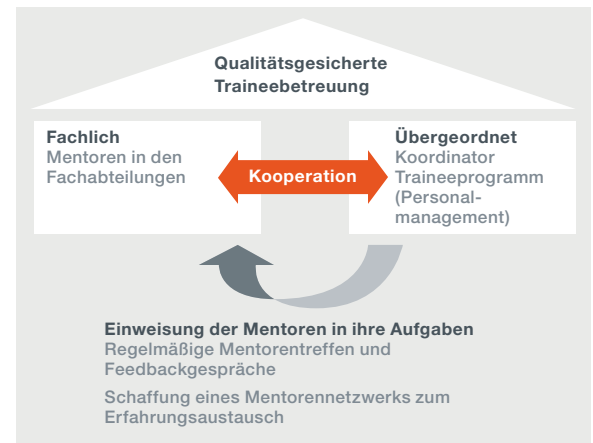 Qualitätsgesicherte
Traineebetreuung
Fachlich
Mentoren in den
Fachabteilungen
Kooperation
Übergeordnet
Koordinator
Traineeprogramm
(Personal-
management)
Einweisung der Mentoren in ihre Aufgaben
Regelmäßige Mentorentreffen und
Feedbackgespräche
Schaffung eines Mentorennetzwerks zum
Erfahrungsaustausch